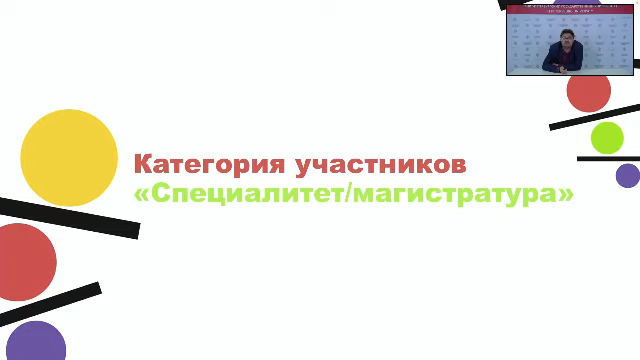 Категория участников
«Специалитет/магистратура»